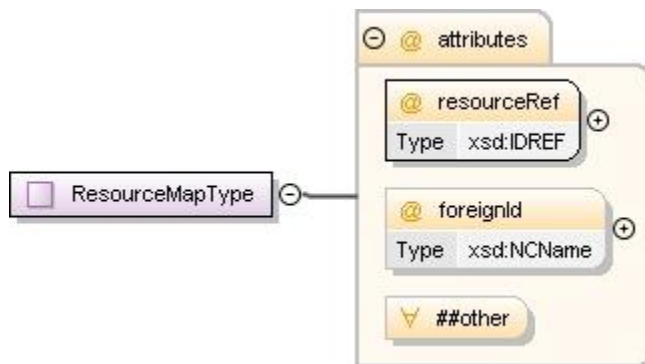 @ attributes
@ resourceRef
Type xsd:IDREF
ResourceMapType
@ foreignId
Type xsd:NCName
∀ ##other